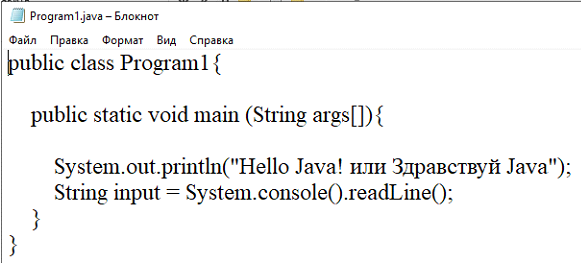 Program1.java – Блокнот
Файл Правка Формат Вид Справка
public class Program1{
public static void main (String args[]){
System.out.println("Hello Java! или Здравствуй Java");
String input = System.console().readLine();
}
}